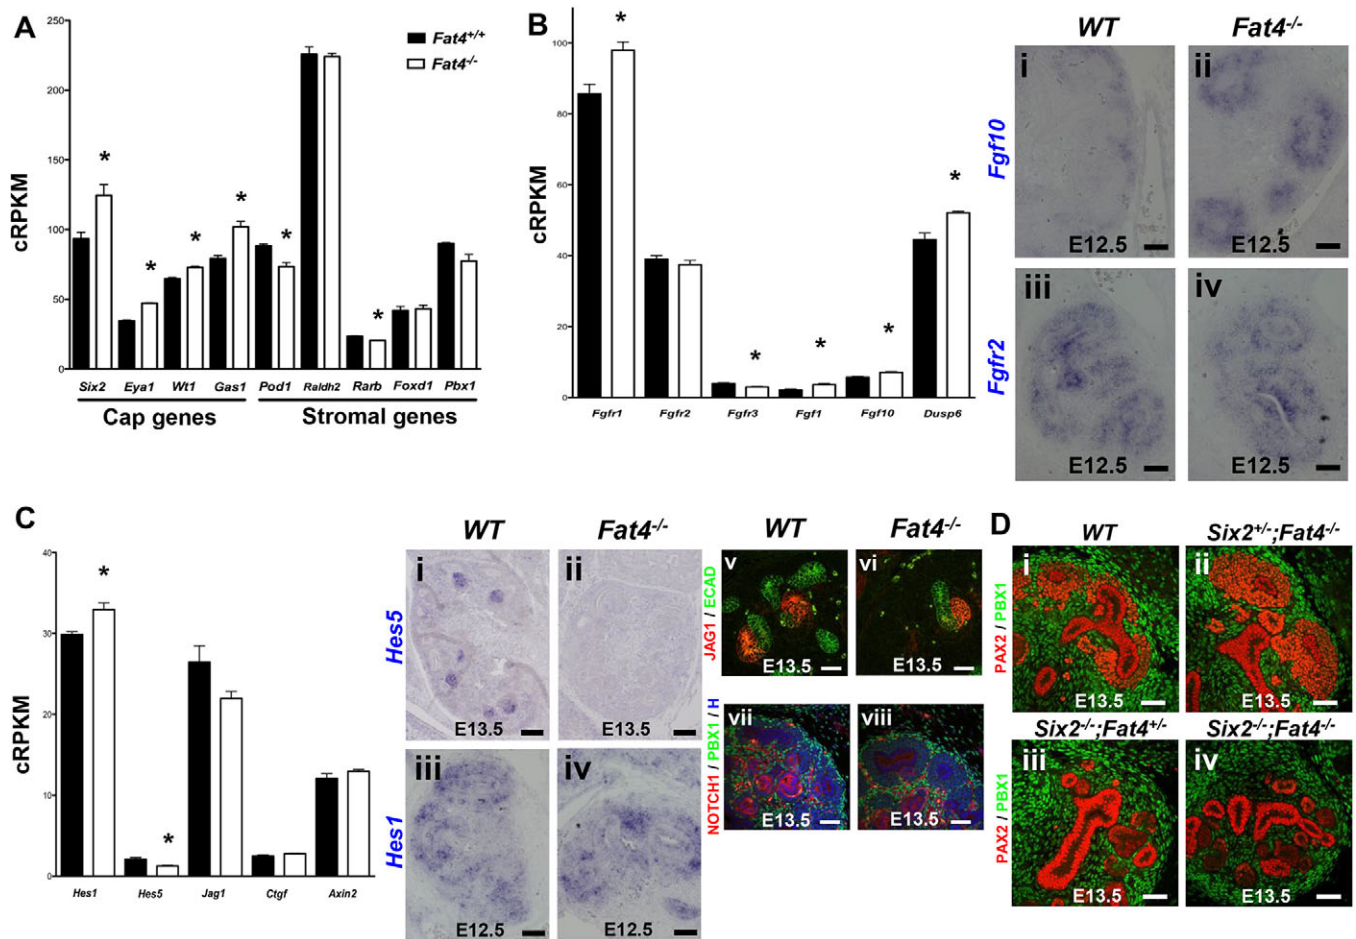 A
cRPKM
250
200
150
100
50
0
Fat4+/+
Fat4-/-
*
*
*
*
*
*
Six2 Eya1 Wt1 Gas1 Pod1 Raldh2 Rarb Foxd1 Pbx1
Cap genes Stromal genes
B
cRPKM
100
80
60
40
20
0
*
*
*
*
*
Fgfr1 Fgfr2 Fgfr3 Fgf1 Fgf10 Dusp6
WT Fat4-/-
Fgf10
i ii
E12.5 E12.5
Fgfr2
iii iv
E12.5 E12.5
C
cRPKM
40
30
20
10
0
*
*
Hes1 Hes5 Jag1 Ctgf Axin2
WT Fat4-/-
Hes5
i ii
E13.5 E13.5
Hes1
iii iv
E12.5 E12.5
WT Fat4-/-
JAG1 / ECAD
v vi
E13.5 E13.5
NOTCH1 / PBX1 / H
vii viii
E13.5 E13.5
D
WT Six2+/-;Fat4-/-
PAX2 / PBX1
i ii
E13.5 E13.5
Six2-/-;Fat4+/- Six2-/-;Fat4-/-
PAX2 / PBX1
iii iv
E13.5 E13.5